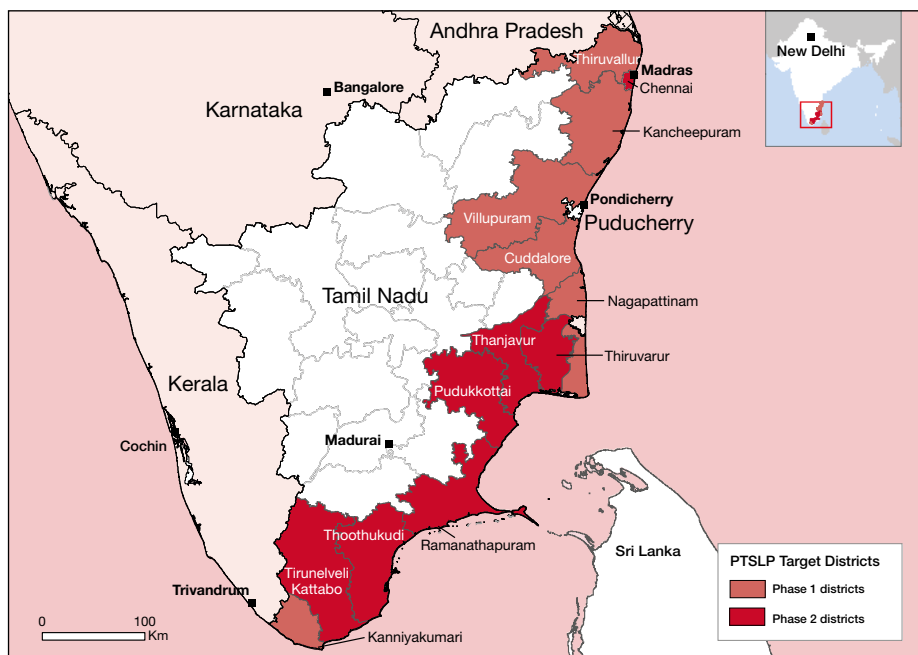 Andhra Pradesh
New Delhi
Thiruvallur
Madras
Chennai
Bangalore
Karnataka
Kancheepuram
Pondicherry
Villupuram
Puducherry
Cuddalore
Tamil Nadu
Nagapattinam
Thanjavur
Thiruvarur
Kerala
Pudukkottai
Madurai
Cochin
Thoothukudi
Ramanathapuram
Sri Lanka
PTSLP Target Districts
Tirunelveli
Kattabo
Phase 1 districts
Trivandrum
Phase 2 districts
0 100
Km
Kanniyakumari